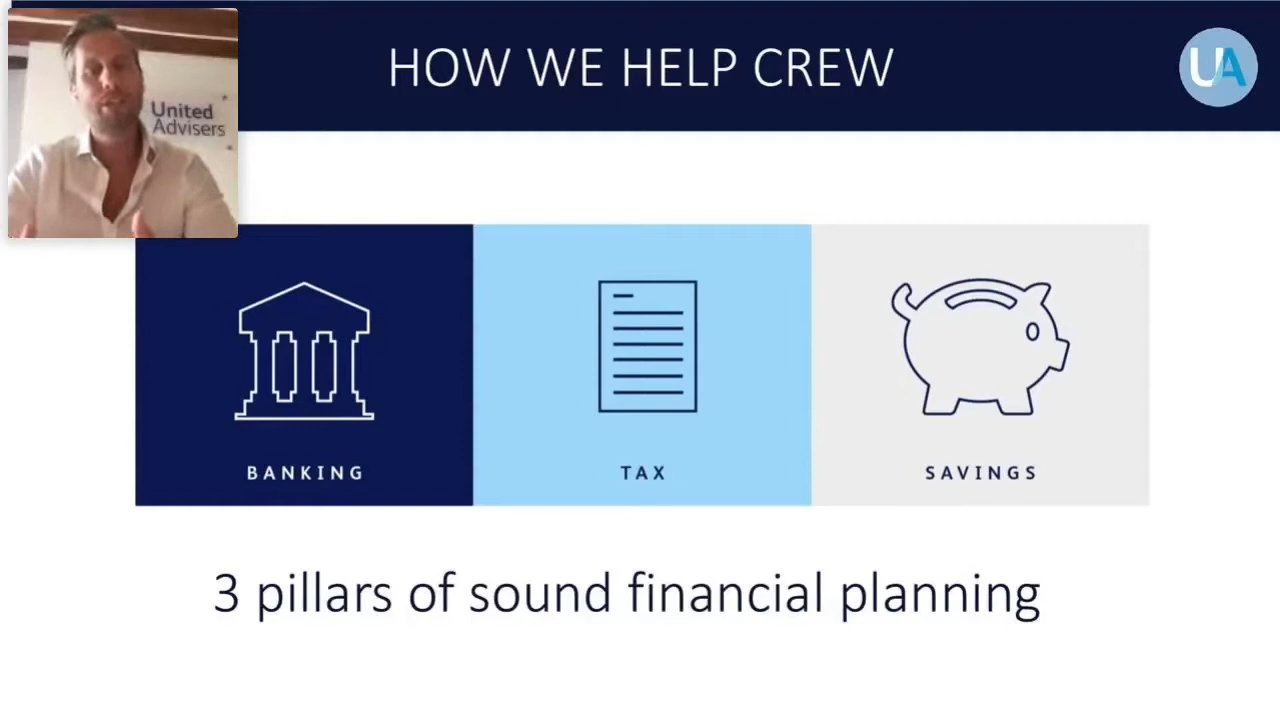 HOW WE HELP CREW
UA
United
Advisers
BANKING
TAX
SAVINGS
3 pillars of sound financial planning